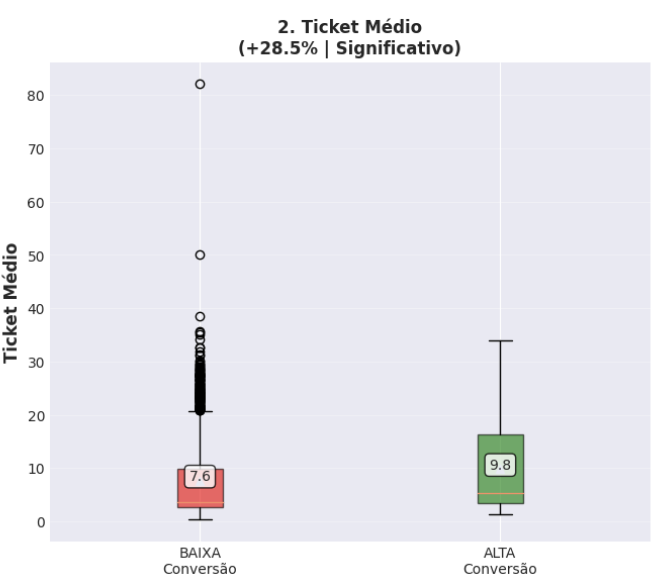 2. Ticket Médio
(+28.5% | Significativo)
Ticket Médio
80
70
60
50
40
30
20
10
0
7.6
9.8
BAIXA
Conversão
ALTA
Conversão